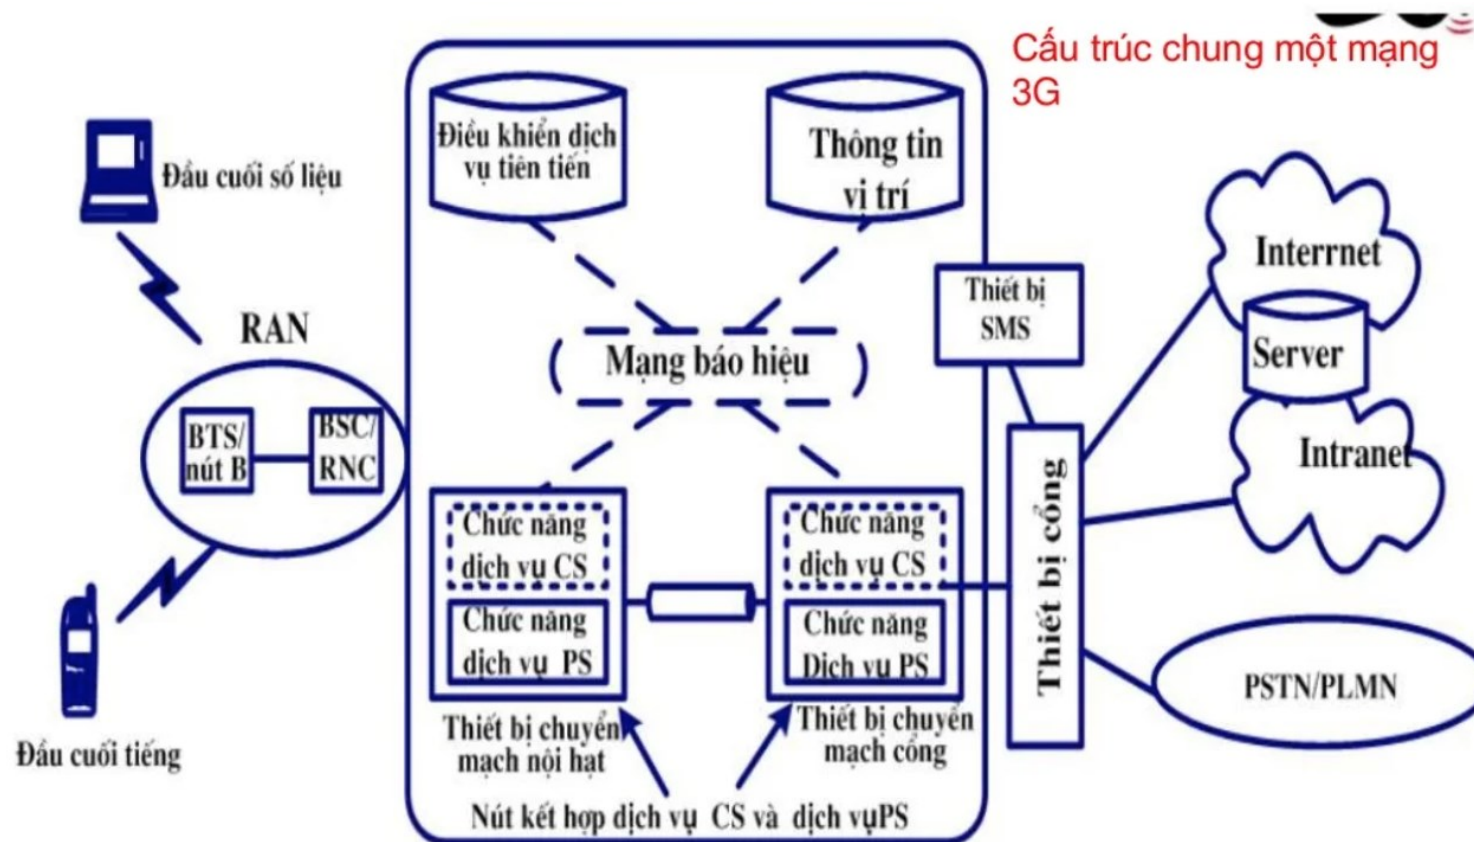 Cấu trúc chung một mạng
3G
Điều khiển dịch
vụ tiên tiến
Thông tin
vị trí
Đầu cuối số liệu
Interrnet
Thiết bị
SMS
RAN
Server
Mạng báo hiệu
BTS/
nút B
BSC/
RNC
Intranet
Chức năng
dịch vụ CS
Chức năng
dịch vụ CS
Thiết bị cổng
Chức năng
dịch vụ PS
Chức năng
Dịch vụ PS
PSTN/PLMN
Thiết bị chuyển
mạch nội hạt
Thiết bị chuyển
mạch cổng
Đầu cuối tiếng
Nút kết hợp dịch vụ CS và dịch vụPS